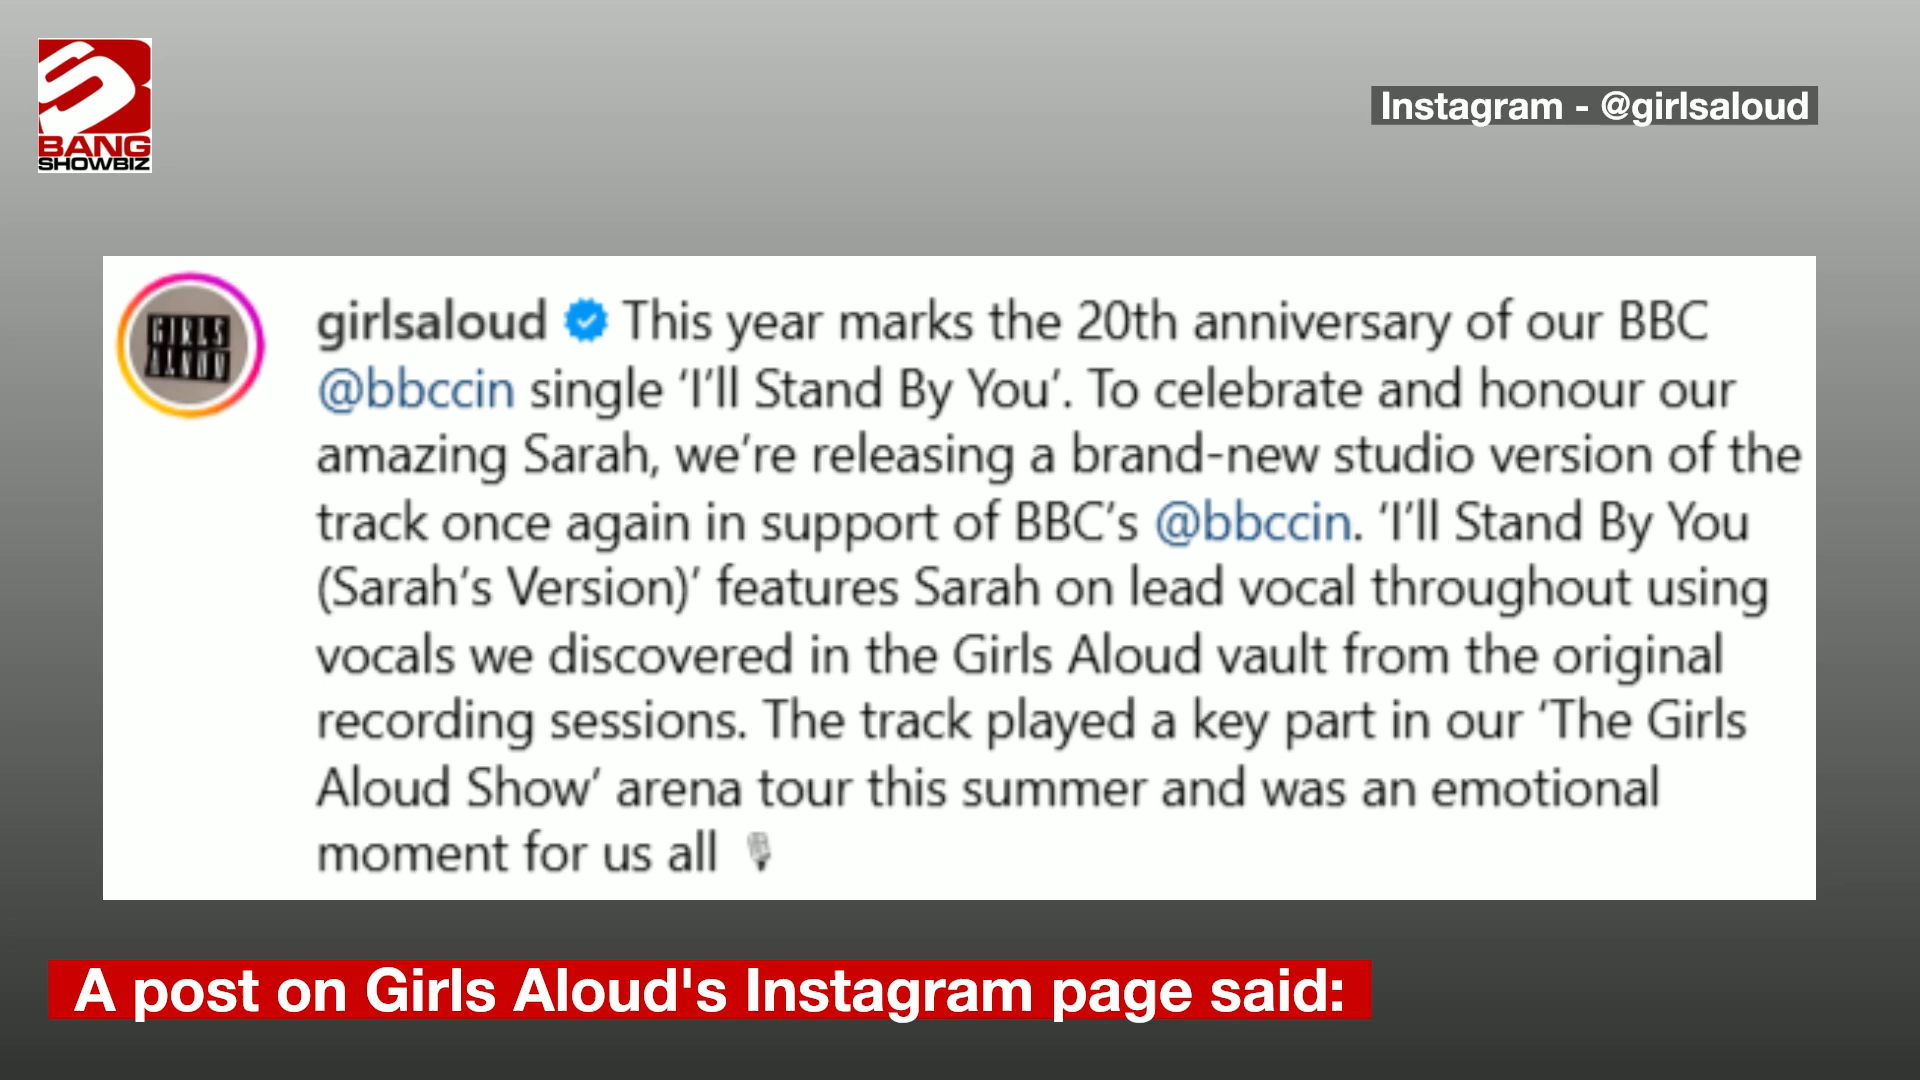 BANG
SHOWBIZ
Instagram - @girlsaloud
GIRLS
ALOUD
girlsaloud This year marks the 20th anniversary of our BBC
@bbccin single ‘I’ll Stand By You’. To celebrate and honour our
amazing Sarah, we’re releasing a brand-new studio version of the
track once again in support of BBC’s @bbccin. ‘I’ll Stand By You
(Sarah’s Version)’ features Sarah on lead vocal throughout using
vocals we discovered in the Girls Aloud vault from the original
recording sessions. The track played a key part in our ‘The Girls
Aloud Show’ arena tour this summer and was an emotional
moment for us all 🎙
A post on Girls Aloud's Instagram page said: